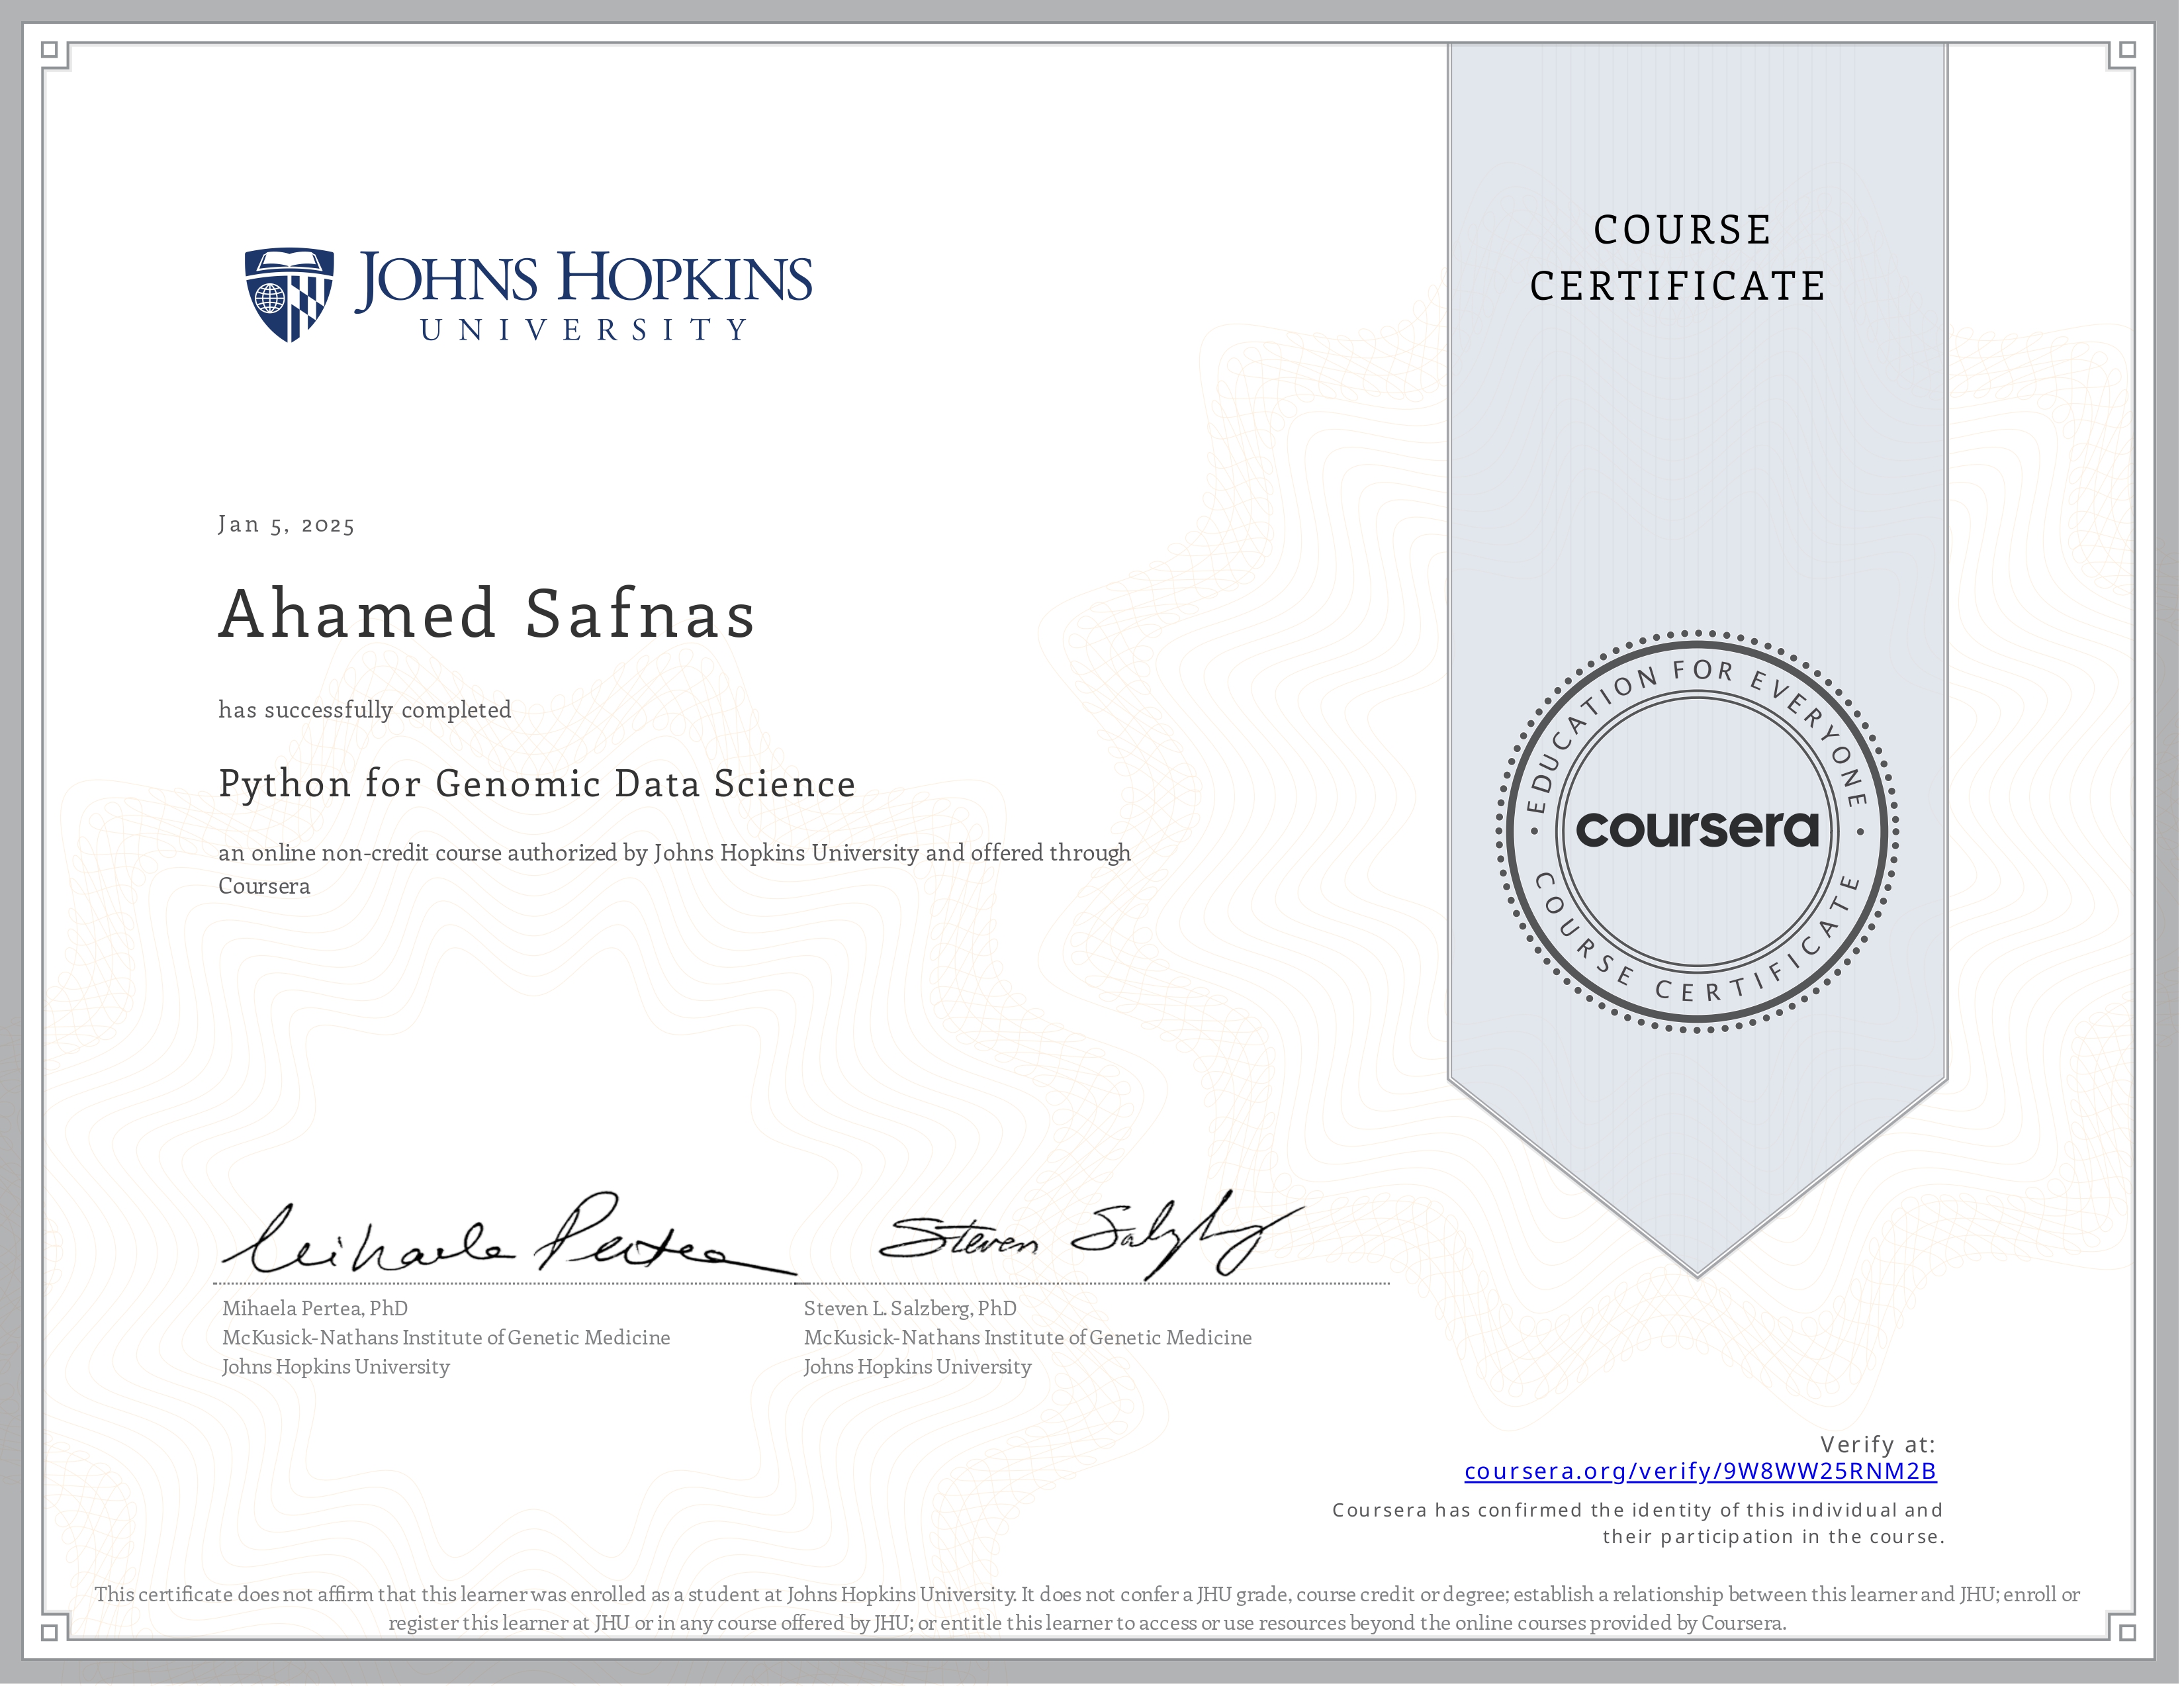 JOHNS HOPKINS
UNIVERSITY
COURSE
CERTIFICATE
Jan 5, 2025
Ahamed Safnas
has successfully completed
Python for Genomic Data Science
an online non-credit course authorized by Johns Hopkins University and offered through
Coursera
EDUCATION FOR EVERYONE
coursera
COURSE CERTIFICATE
Mihaela Pertea
Steven Salzberg
Mihaela Pertea, PhD
McKusick-Nathans Institute of Genetic Medicine
Johns Hopkins University
Steven L. Salzberg, PhD
McKusick-Nathans Institute of Genetic Medicine
Johns Hopkins University
Verify at:
coursera.org/verify/9W8WW25RNM2B
Coursera has confirmed the identity of this individual and
their participation in the course.
This certificate does not affirm that this learner was enrolled as a student at Johns Hopkins University. It does not confer a JHU grade, course credit or degree; establish a relationship between this learner and JHU; enroll or
register this learner at JHU or in any course offered by JHU; or entitle this learner to access or use resources beyond the online courses provided by Coursera.